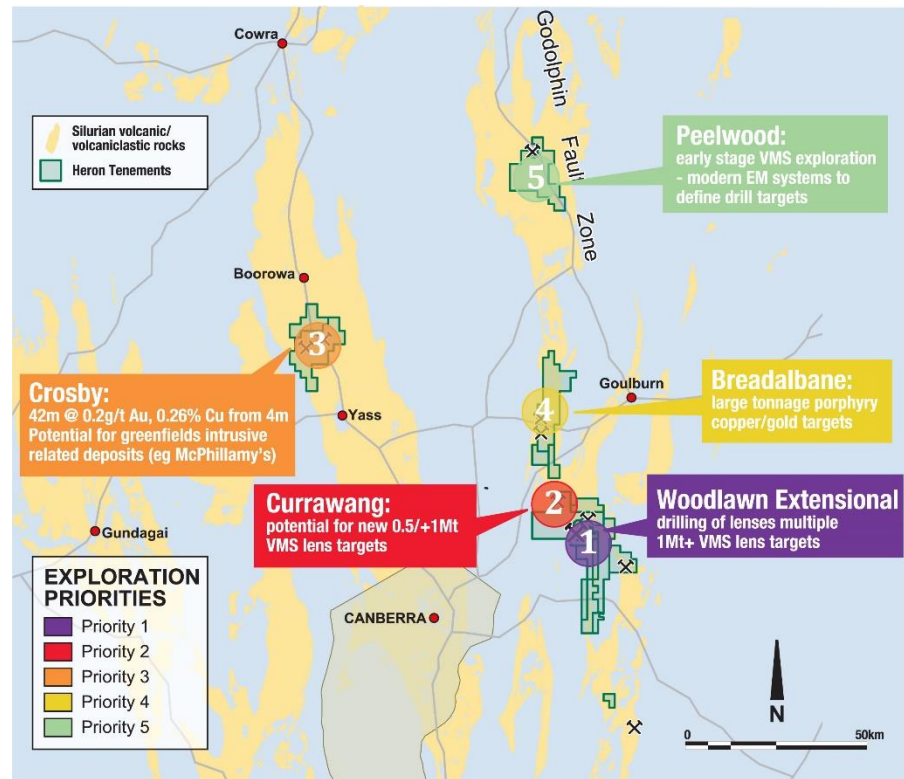 Cowra
Godolphin
Fault
Zone
Silurian volcanic/
volcaniclastic rocks
Heron Tenements
Peelwood:
early stage VMS exploration
- modern EM systems to
define drill targets
5
Boorowa
3
Crosby:
42m @ 0.2g/t Au, 0.26% Cu from 4m
Potential for greenfields intrusive
related deposits (eg McPhillamy's)
Yass
Goulburn
4
Breadalbane:
large tonnage porphyry
copper/gold targets
Currawang:
potential for new 0.5/+1Mt
VMS lens targets
2
Woodlawn Extensional
drilling of lenses multiple
1Mt+ VMS lens targets
1
Gundagai
EXPLORATION
PRIORITIES
Priority 1
Priority 2
Priority 3
Priority 4
Priority 5
CANBERRA
N
0 50km